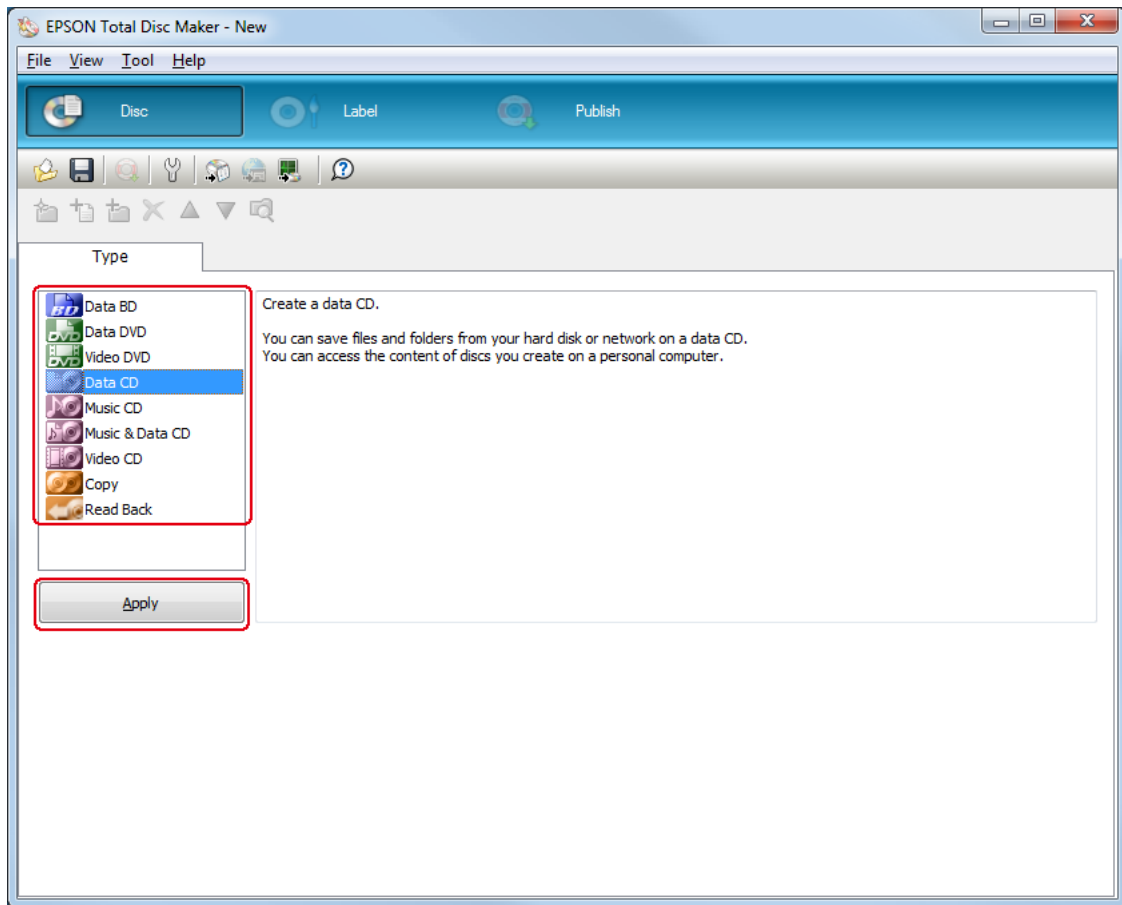 EPSON Total Disc Maker - New
File View Tool Help
Disc Label Publish
Type
Data BD
Data DVD
Video DVD
Data CD
Music CD
Music & Data CD
Video CD
Copy
Read Back
Apply
Create a data CD.
You can save files and folders from your hard disk or network on a data CD.
You can access the content of discs you create on a personal computer.